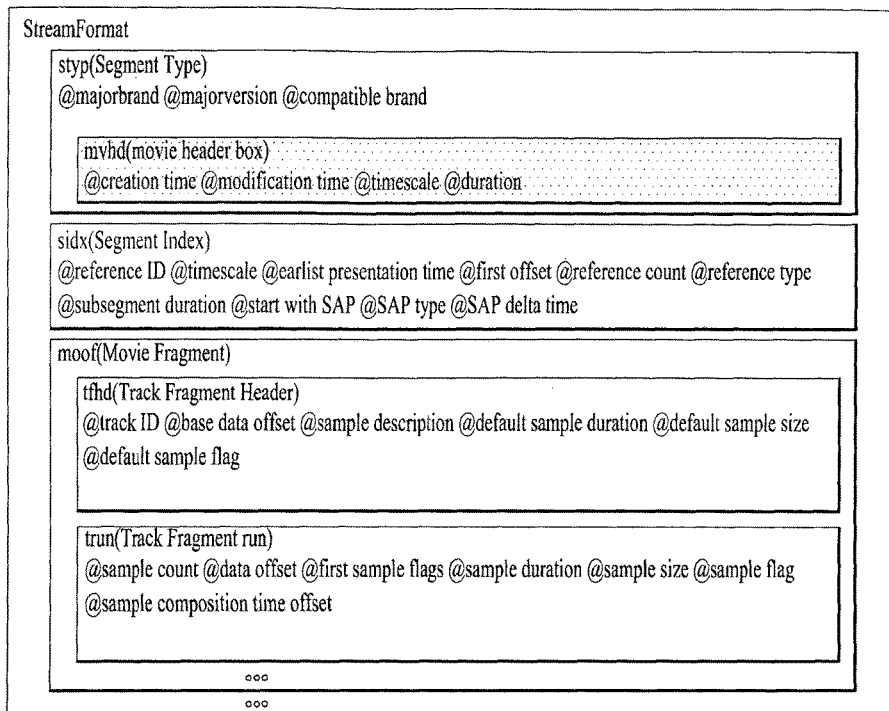 StreamFormat
styp(Segment Type)
@majorbrand @majorversion @compatible brand
mvhd(movie header box)
@creation time @modification time @timescale @duration
sidx(Segment Index)
@reference ID @timescale @earlist presentation time @first offset @reference count @reference type
@subsegment duration @start with SAP @SAP type @SAP delta time
moof(Movie Fragment)
tfhd(Track Fragment Header)
@track ID @base data offset @sample description @default sample duration @default sample size
@default sample flag
trun(Track Fragment run)
@sample count @data offset @first sample flags @sample duration @sample size @sample flag
@sample composition time offset
ooo
ooo